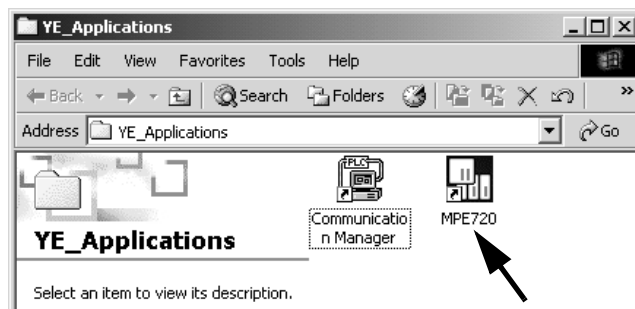 YE_Applications
File Edit View Favorites Tools Help
Back Search Folders »
Address YE_Applications Go
PLC
Communicatio
n Manager
MPE720
YE_Applications
Select an item to view its description.